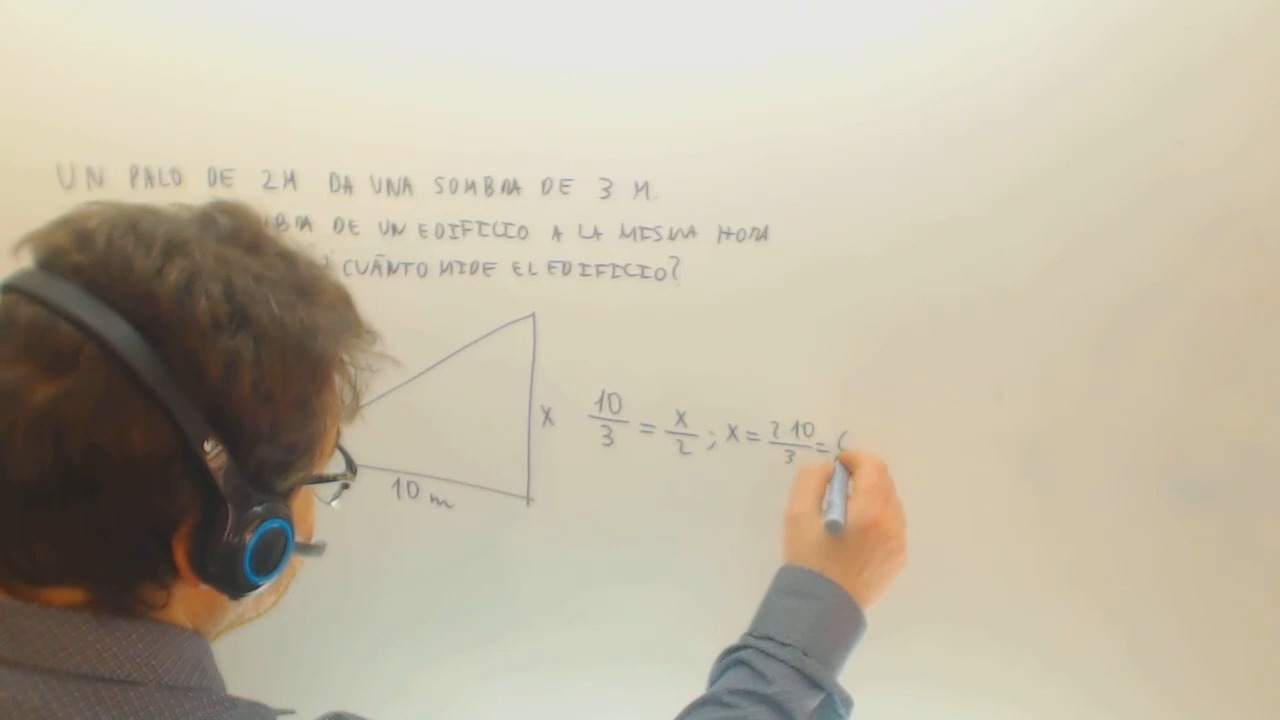 UN PALO DE 2M DA UNA SOMBRA DE 3 M.
DE UN EDIFICIO A LA MISMA HORA
¿CUÁNTO MIDE EL EDIFICIO?
X
10/3 = X/2 ; X = 2·10/3 =
10 m